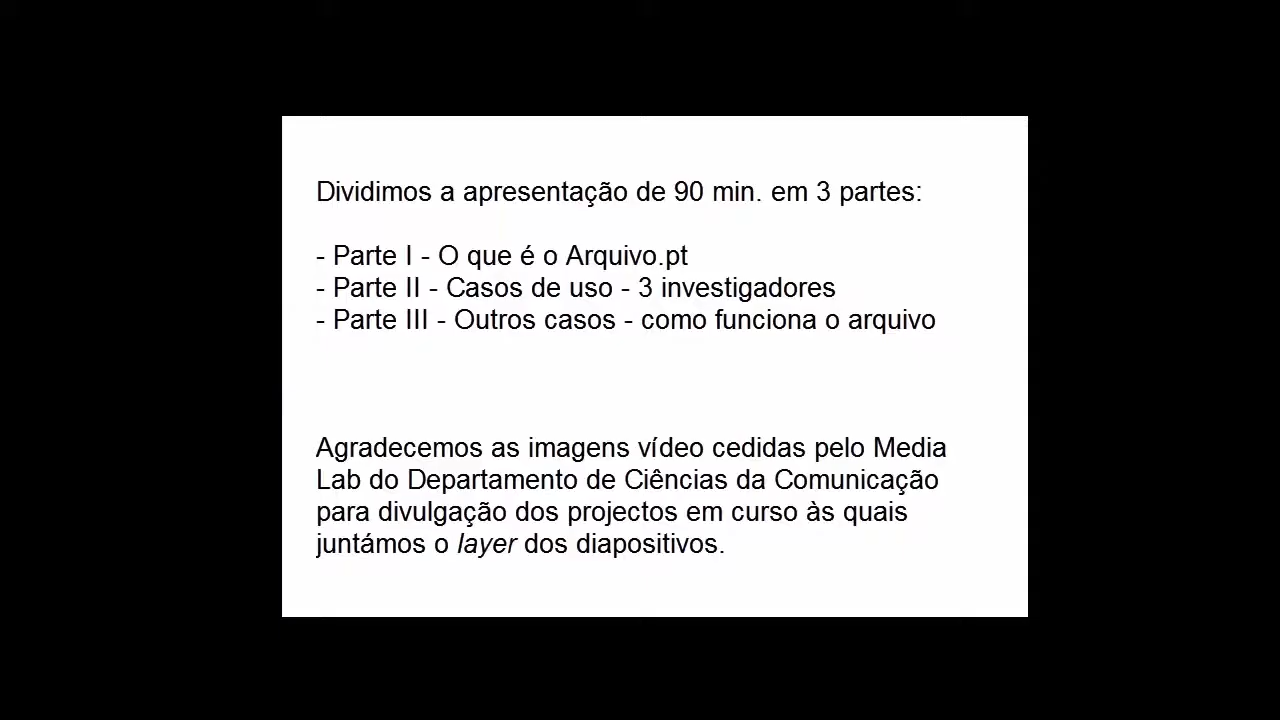 Dividimos a apresentação de 90 min. em 3 partes:
- Parte I - O que é o Arquivo.pt
- Parte II - Casos de uso - 3 investigadores
- Parte III - Outros casos - como funciona o arquivo
Agradecemos as imagens vídeo cedidas pelo Media
Lab do Departamento de Ciências da Comunicação
para divulgação dos projectos em curso às quais
juntámos o layer dos diapositivos.